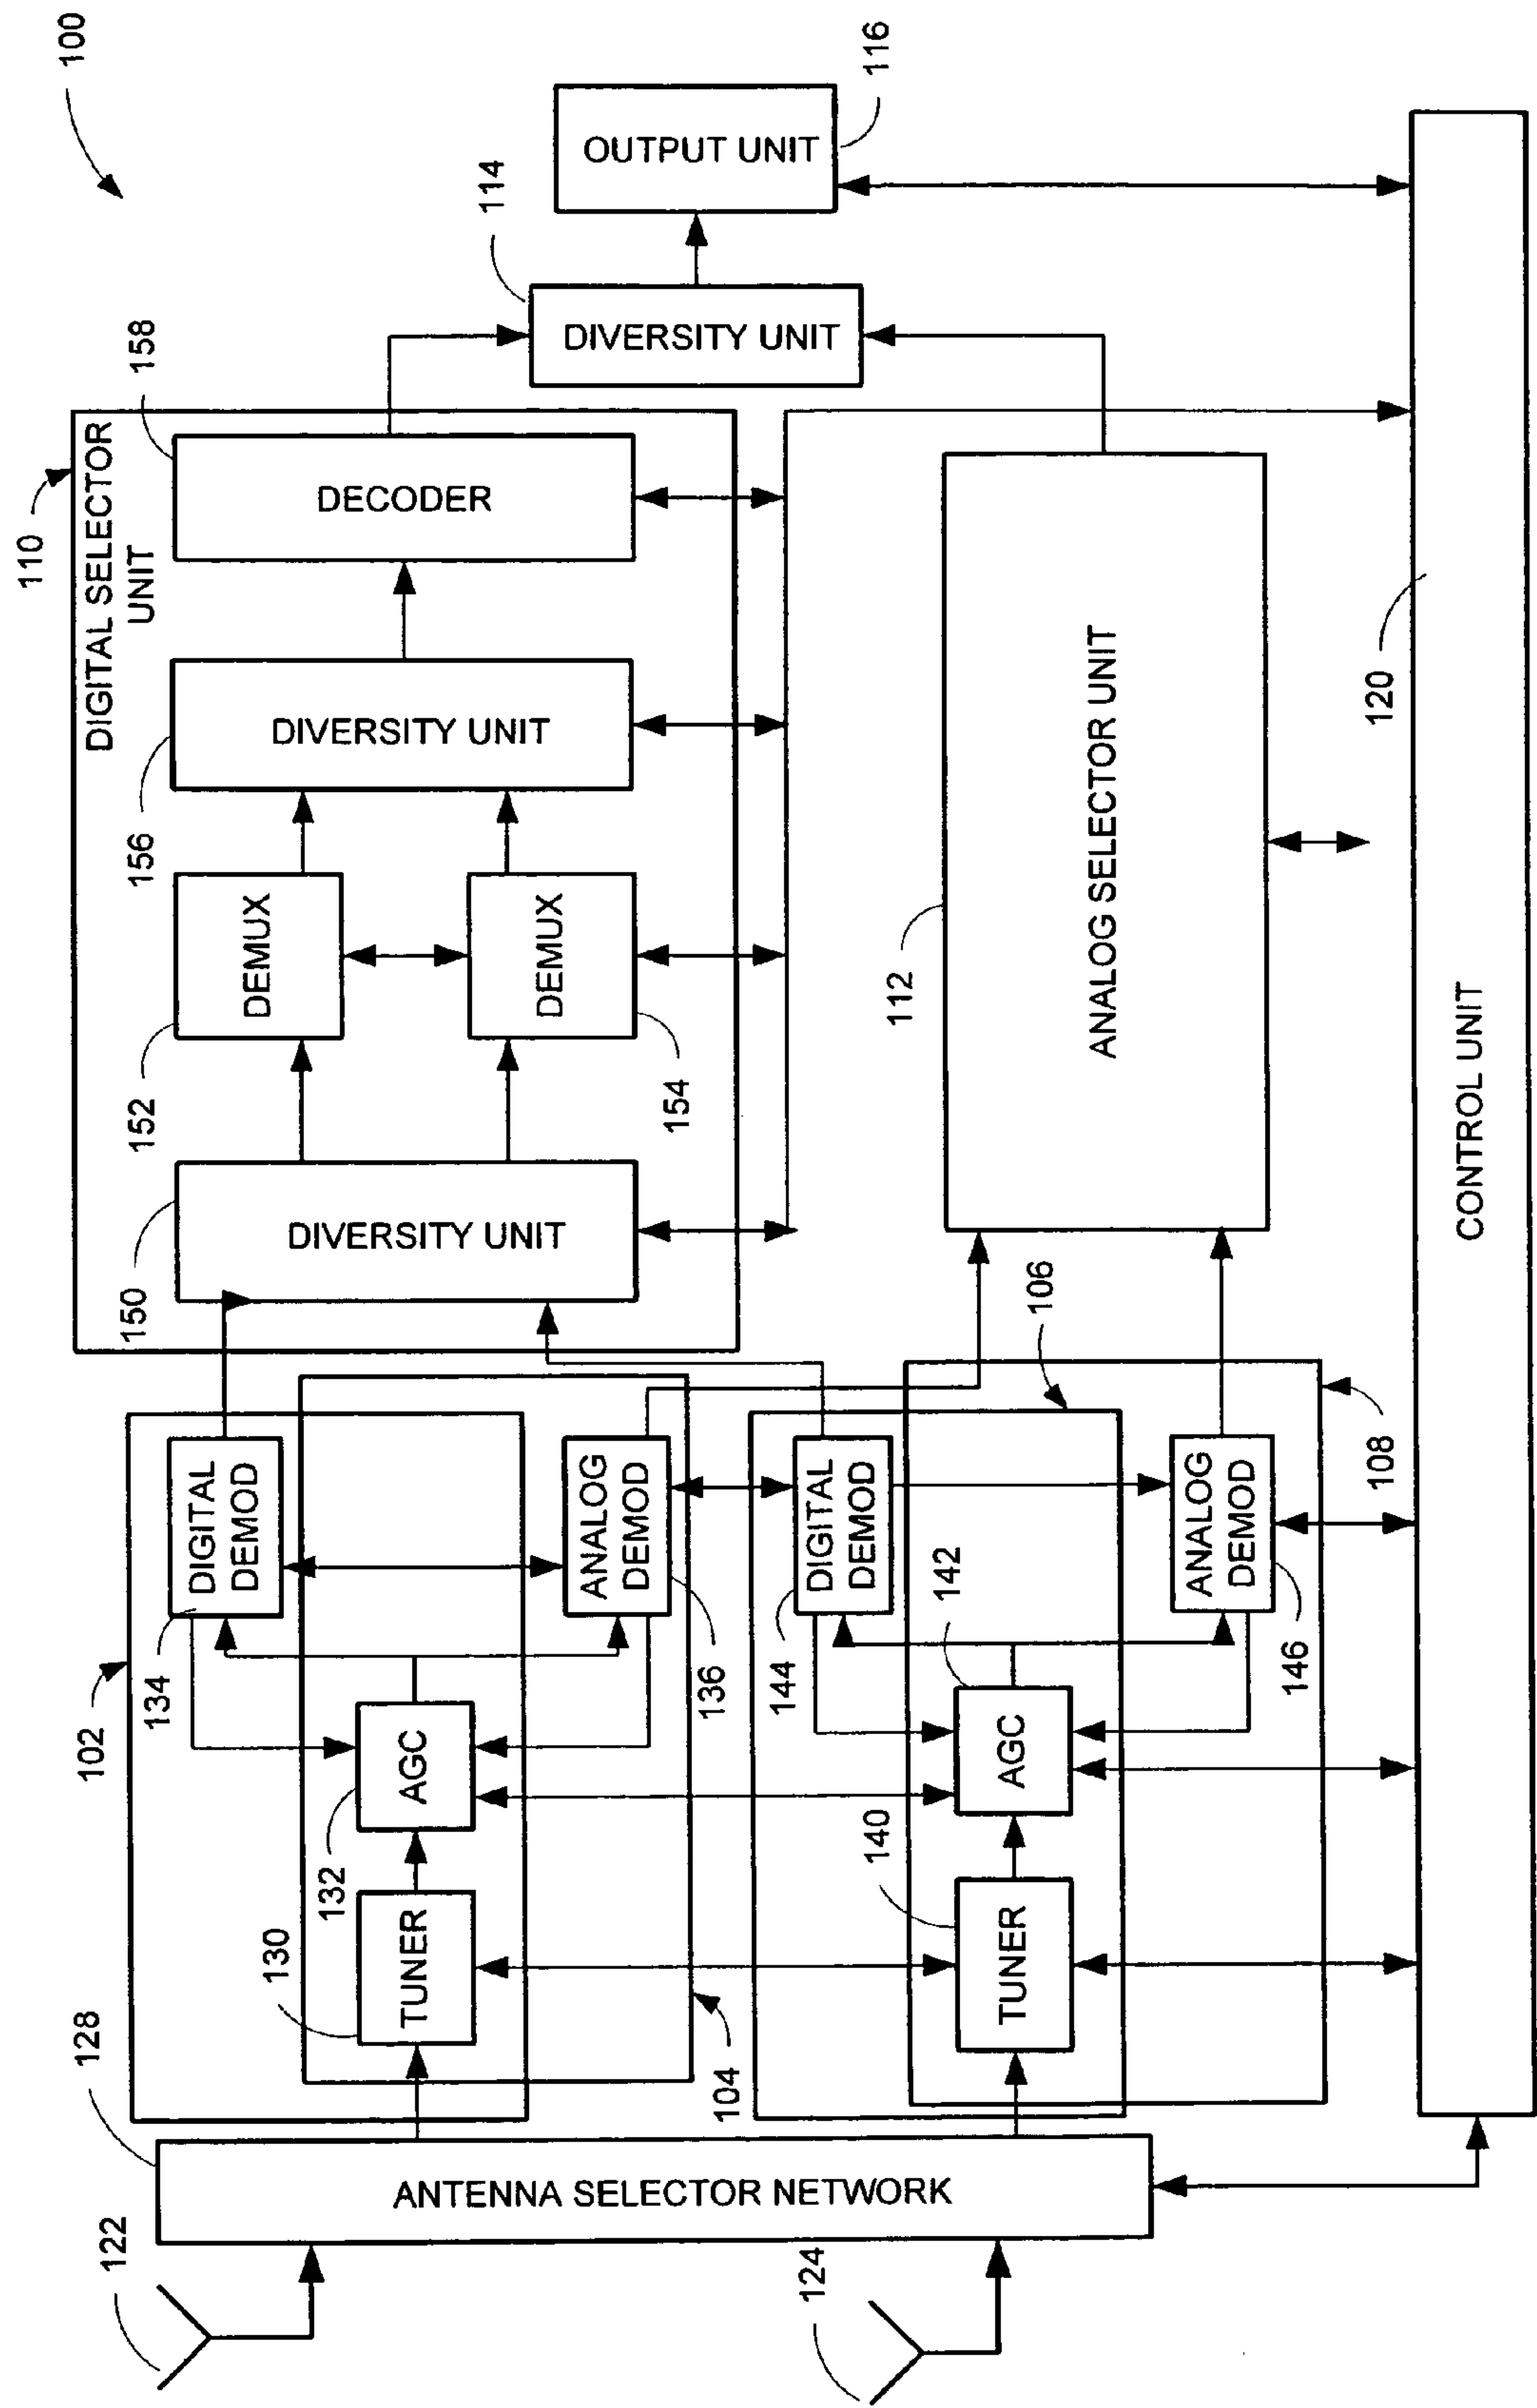 100
110
DIGITAL SELECTOR
UNIT
158
DECODER
114
DIVERSITY UNIT
OUTPUT UNIT
116
156
DIVERSITY UNIT
152
DEMUX
DEMUX
154
150
DIVERSITY UNIT
112
ANALOG SELECTOR UNIT
120
CONTROL UNIT
102
134
DIGITAL
DEMOD
132
AGC
130
TUNER
ANALOG
DEMOD
136
104
106
144
DIGITAL
DEMOD
142
AGC
140
TUNER
ANALOG
DEMOD
146
108
128
ANTENNA SELECTOR NETWORK
122
124